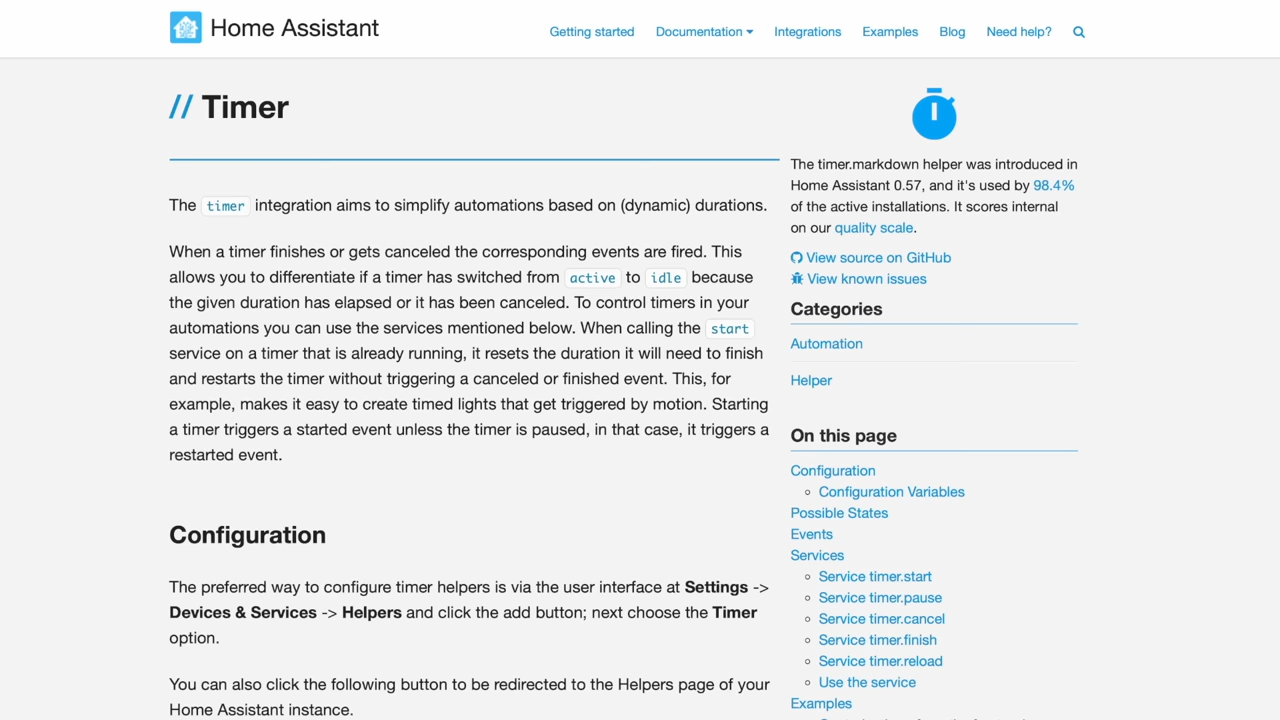 Home Assistant
Getting started Documentation Integrations Examples Blog Need help?
// Timer
The timer integration aims to simplify automations based on (dynamic) durations.
When a timer finishes or gets canceled the corresponding events are fired. This
allows you to differentiate if a timer has switched from active to idle because
the given duration has elapsed or it has been canceled. To control timers in your
automations you can use the services mentioned below. When calling the start
service on a timer that is already running, it resets the duration it will need to finish
and restarts the timer without triggering a canceled or finished event. This, for
example, makes it easy to create timed lights that get triggered by motion. Starting
a timer triggers a started event unless the timer is paused, in that case, it triggers a
restarted event.
Configuration
The preferred way to configure timer helpers is via the user interface at Settings ->
Devices & Services -> Helpers and click the add button; next choose the Timer
option.
You can also click the following button to be redirected to the Helpers page of your
Home Assistant instance.
The timer.markdown helper was introduced in
Home Assistant 0.57, and it's used by 98.4%
of the active installations. It scores internal
on our quality scale.
View source on GitHub
View known issues
Categories
Automation
Helper
On this page
Configuration
Configuration Variables
Possible States
Events
Services
Service timer.start
Service timer.pause
Service timer.cancel
Service timer.finish
Service timer.reload
Use the service
Examples